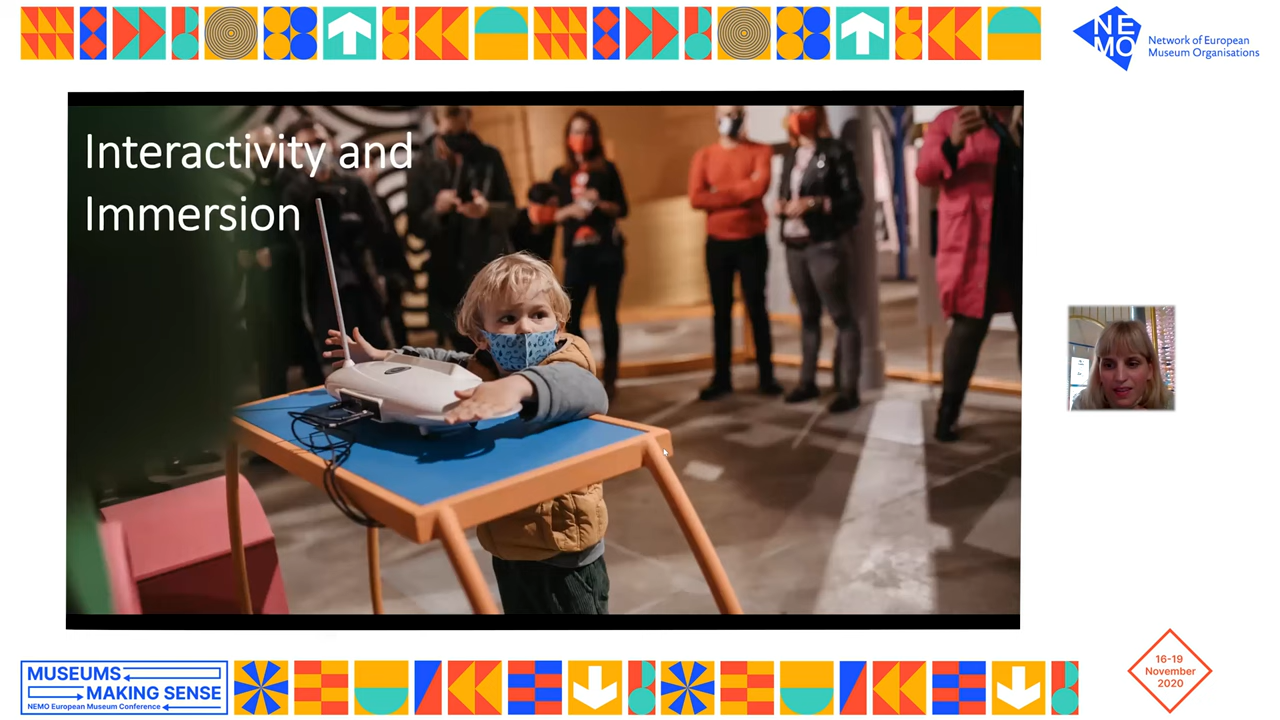 NE
MO
Network of European
Museum Organisations
Interactivity and
Immersion
MUSEUMS
MAKING SENSE
NEMO European Museum Conference
16-19
November
2020